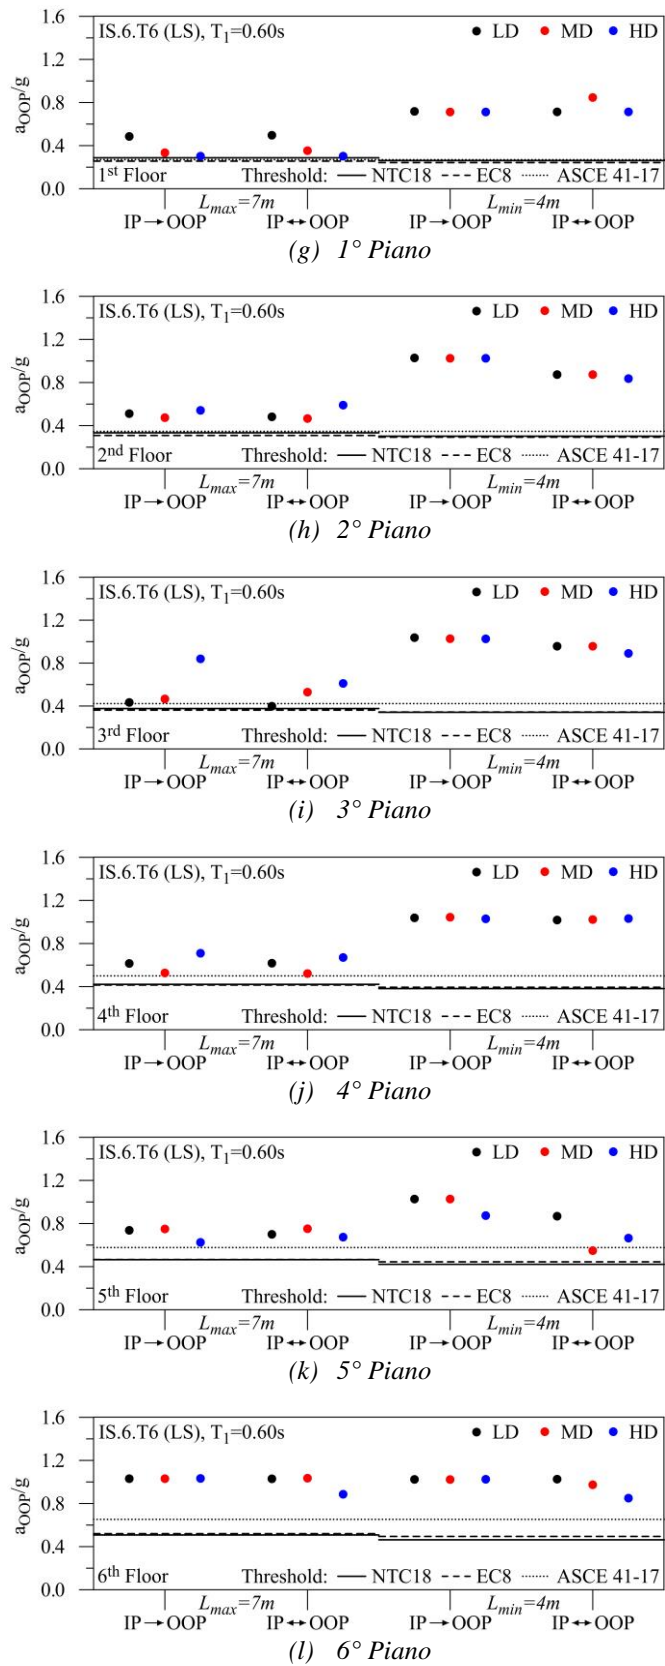 IS.6.T6 (LS), T1=0.60s LD MD HD
1.6
1.2
0.8
0.4
0.0
aOOP/g
1st Floor Threshold: NTC18 EC8 ASCE 41-17
Lmax=7m Lmin=4m
IP→OOP IP↔OOP IP→OOP IP↔OOP
(g) 1° Piano
IS.6.T6 (LS), T1=0.60s LD MD HD
1.6
1.2
0.8
0.4
0.0
aOOP/g
2nd Floor Threshold: NTC18 EC8 ASCE 41-17
Lmax=7m Lmin=4m
IP→OOP IP↔OOP IP→OOP IP↔OOP
(h) 2° Piano
IS.6.T6 (LS), T1=0.60s LD MD HD
1.6
1.2
0.8
0.4
0.0
aOOP/g
3rd Floor Threshold: NTC18 EC8 ASCE 41-17
Lmax=7m Lmin=4m
IP→OOP IP↔OOP IP→OOP IP↔OOP
(i) 3° Piano
IS.6.T6 (LS), T1=0.60s LD MD HD
1.6
1.2
0.8
0.4
0.0
aOOP/g
4th Floor Threshold: NTC18 EC8 ASCE 41-17
Lmax=7m Lmin=4m
IP→OOP IP↔OOP IP→OOP IP↔OOP
(j) 4° Piano
IS.6.T6 (LS), T1=0.60s LD MD HD
1.6
1.2
0.8
0.4
0.0
aOOP/g
5th Floor Threshold: NTC18 EC8 ASCE 41-17
Lmax=7m Lmin=4m
IP→OOP IP↔OOP IP→OOP IP↔OOP
(k) 5° Piano
IS.6.T6 (LS), T1=0.60s LD MD HD
1.6
1.2
0.8
0.4
0.0
aOOP/g
6th Floor Threshold: NTC18 EC8 ASCE 41-17
Lmax=7m Lmin=4m
IP→OOP IP↔OOP IP→OOP IP↔OOP
(l) 6° Piano